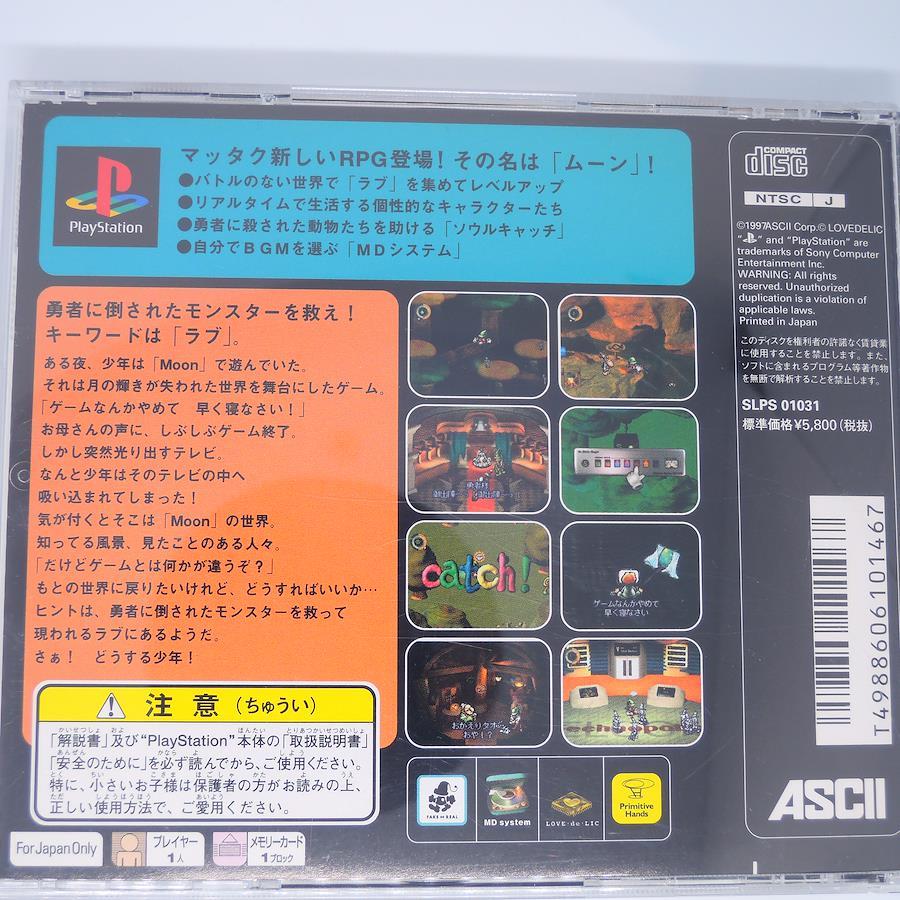 PlayStation
マッタク新しいRPG登場! その名は「ムーン」!
●バトルのない世界で「ラブ」を集めてレベルアップ
●リアルタイムで生活する個性的なキャラクターたち
●勇者に殺された動物たちを助ける「ソウルキャッチ」
●自分でBGMを選ぶ「MDシステム」
勇者に倒されたモンスターを救え!
キーワードは「ラブ」。
ある夜、少年は「Moon」で遊んでいた。
それは月の輝きが失われた世界を舞台にしたゲーム。
「ゲームなんかやめて 早く寝なさい!」
お母さんの声に、しぶしぶゲーム終了。
しかし突然光り出すテレビ。
なんと少年はそのテレビの中へ
吸い込まれてしまった!
気が付くとそこは「Moon」の世界。
知ってる風景、見たことのある人々。
「だけどゲームとは何かが違うぞ?」
もとの世界に戻りたいけれど、どうすればいいか…
ヒントは、勇者に倒されたモンスターを救って
現われるラブにあるようだ。
さぁ! どうする少年!
注意(ちゅうい)
「解説書」及び“PlayStation”本体の「取扱説明書」
「安全のために」を必ず読んでから、ご使用ください。
特に、小さいお子様は保護者の方がお読みの上、
正しい使用方法で、ご愛用ください。
For Japan Only
プレイヤー
1人
メモリーカード
1ブロック
勇者様
catch!
ゲームなんかやめて
早く寝なさい
おかえりタオ
FAKE or REAL
MD system
LOVE・de・LIC
Primitive
Hands
COMPACT
disc
NTSC J
©1997ASCII Corp.© LOVEDELIC
“ ” and “PlayStation” are
trademarks of Sony Computer
Entertainment Inc.
WARNING: All rights
reserved. Unauthorized
duplication is a violation of
applicable laws.
Printed in Japan
このディスクを権利者の許諾なく賃貸業
に使用することを禁止します。また、
ソフトに含まれるプログラム等著作物
を無断で解析することを禁止します。
SLPS 01031
標準価格¥5,800(税抜)
T4988606101467
ASCII